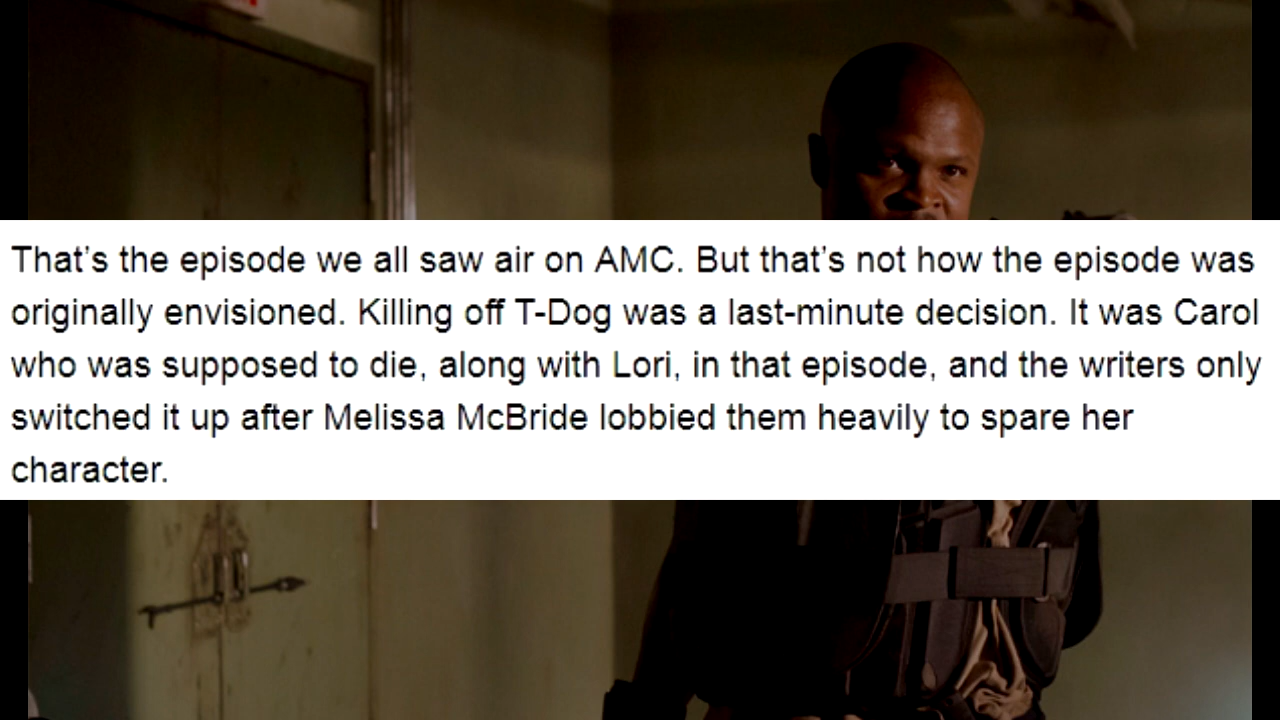 That’s the episode we all saw air on AMC. But that’s not how the episode was
originally envisioned. Killing off T-Dog was a last-minute decision. It was Carol
who was supposed to die, along with Lori, in that episode, and the writers only
switched it up after Melissa McBride lobbied them heavily to spare her
character.